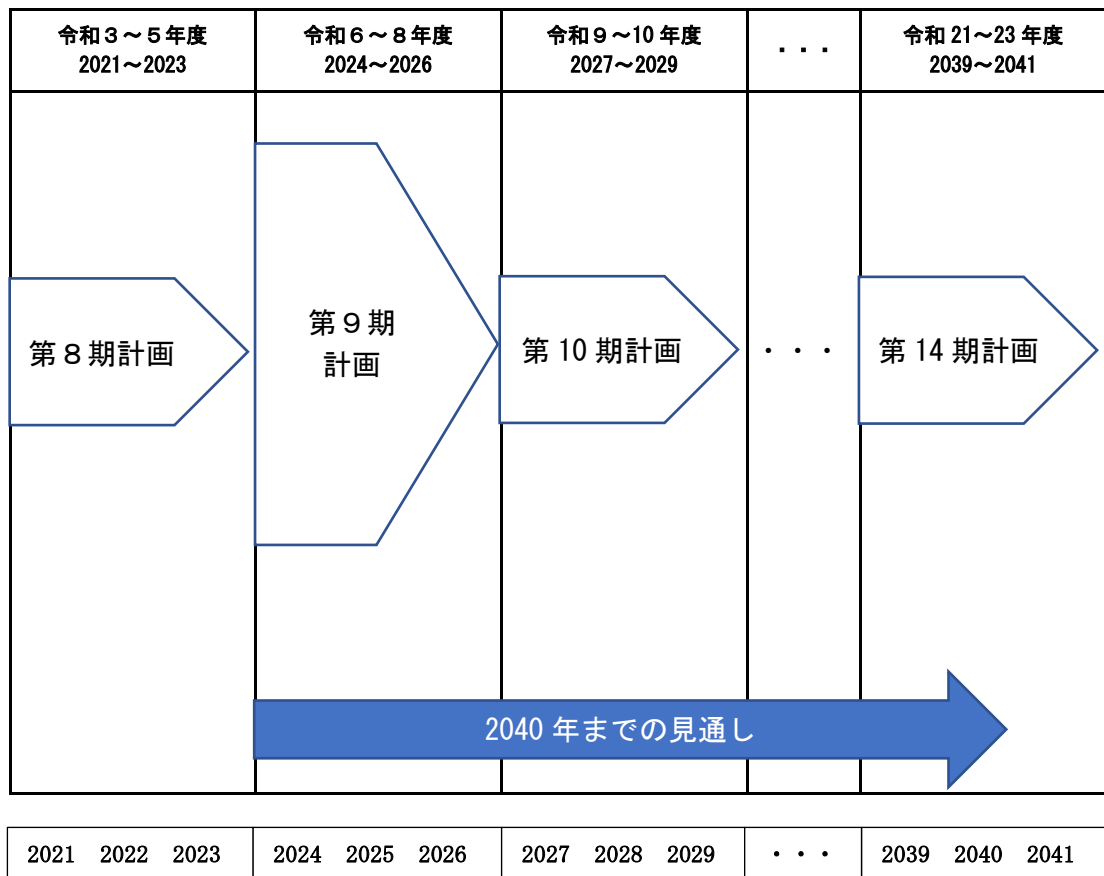 令和３～５年度
2021～2023
令和６～８年度
2024～2026
令和９～10 年度
2027～2029
・・・
令和 21～23 年度
2039～2041
第８期計画
第９期
計画
第 10 期計画
・・・
第 14 期計画
2040 年までの見通し
2021 2022 2023 2024 2025 2026 2027 2028 2029 ・・・ 2039 2040 2041